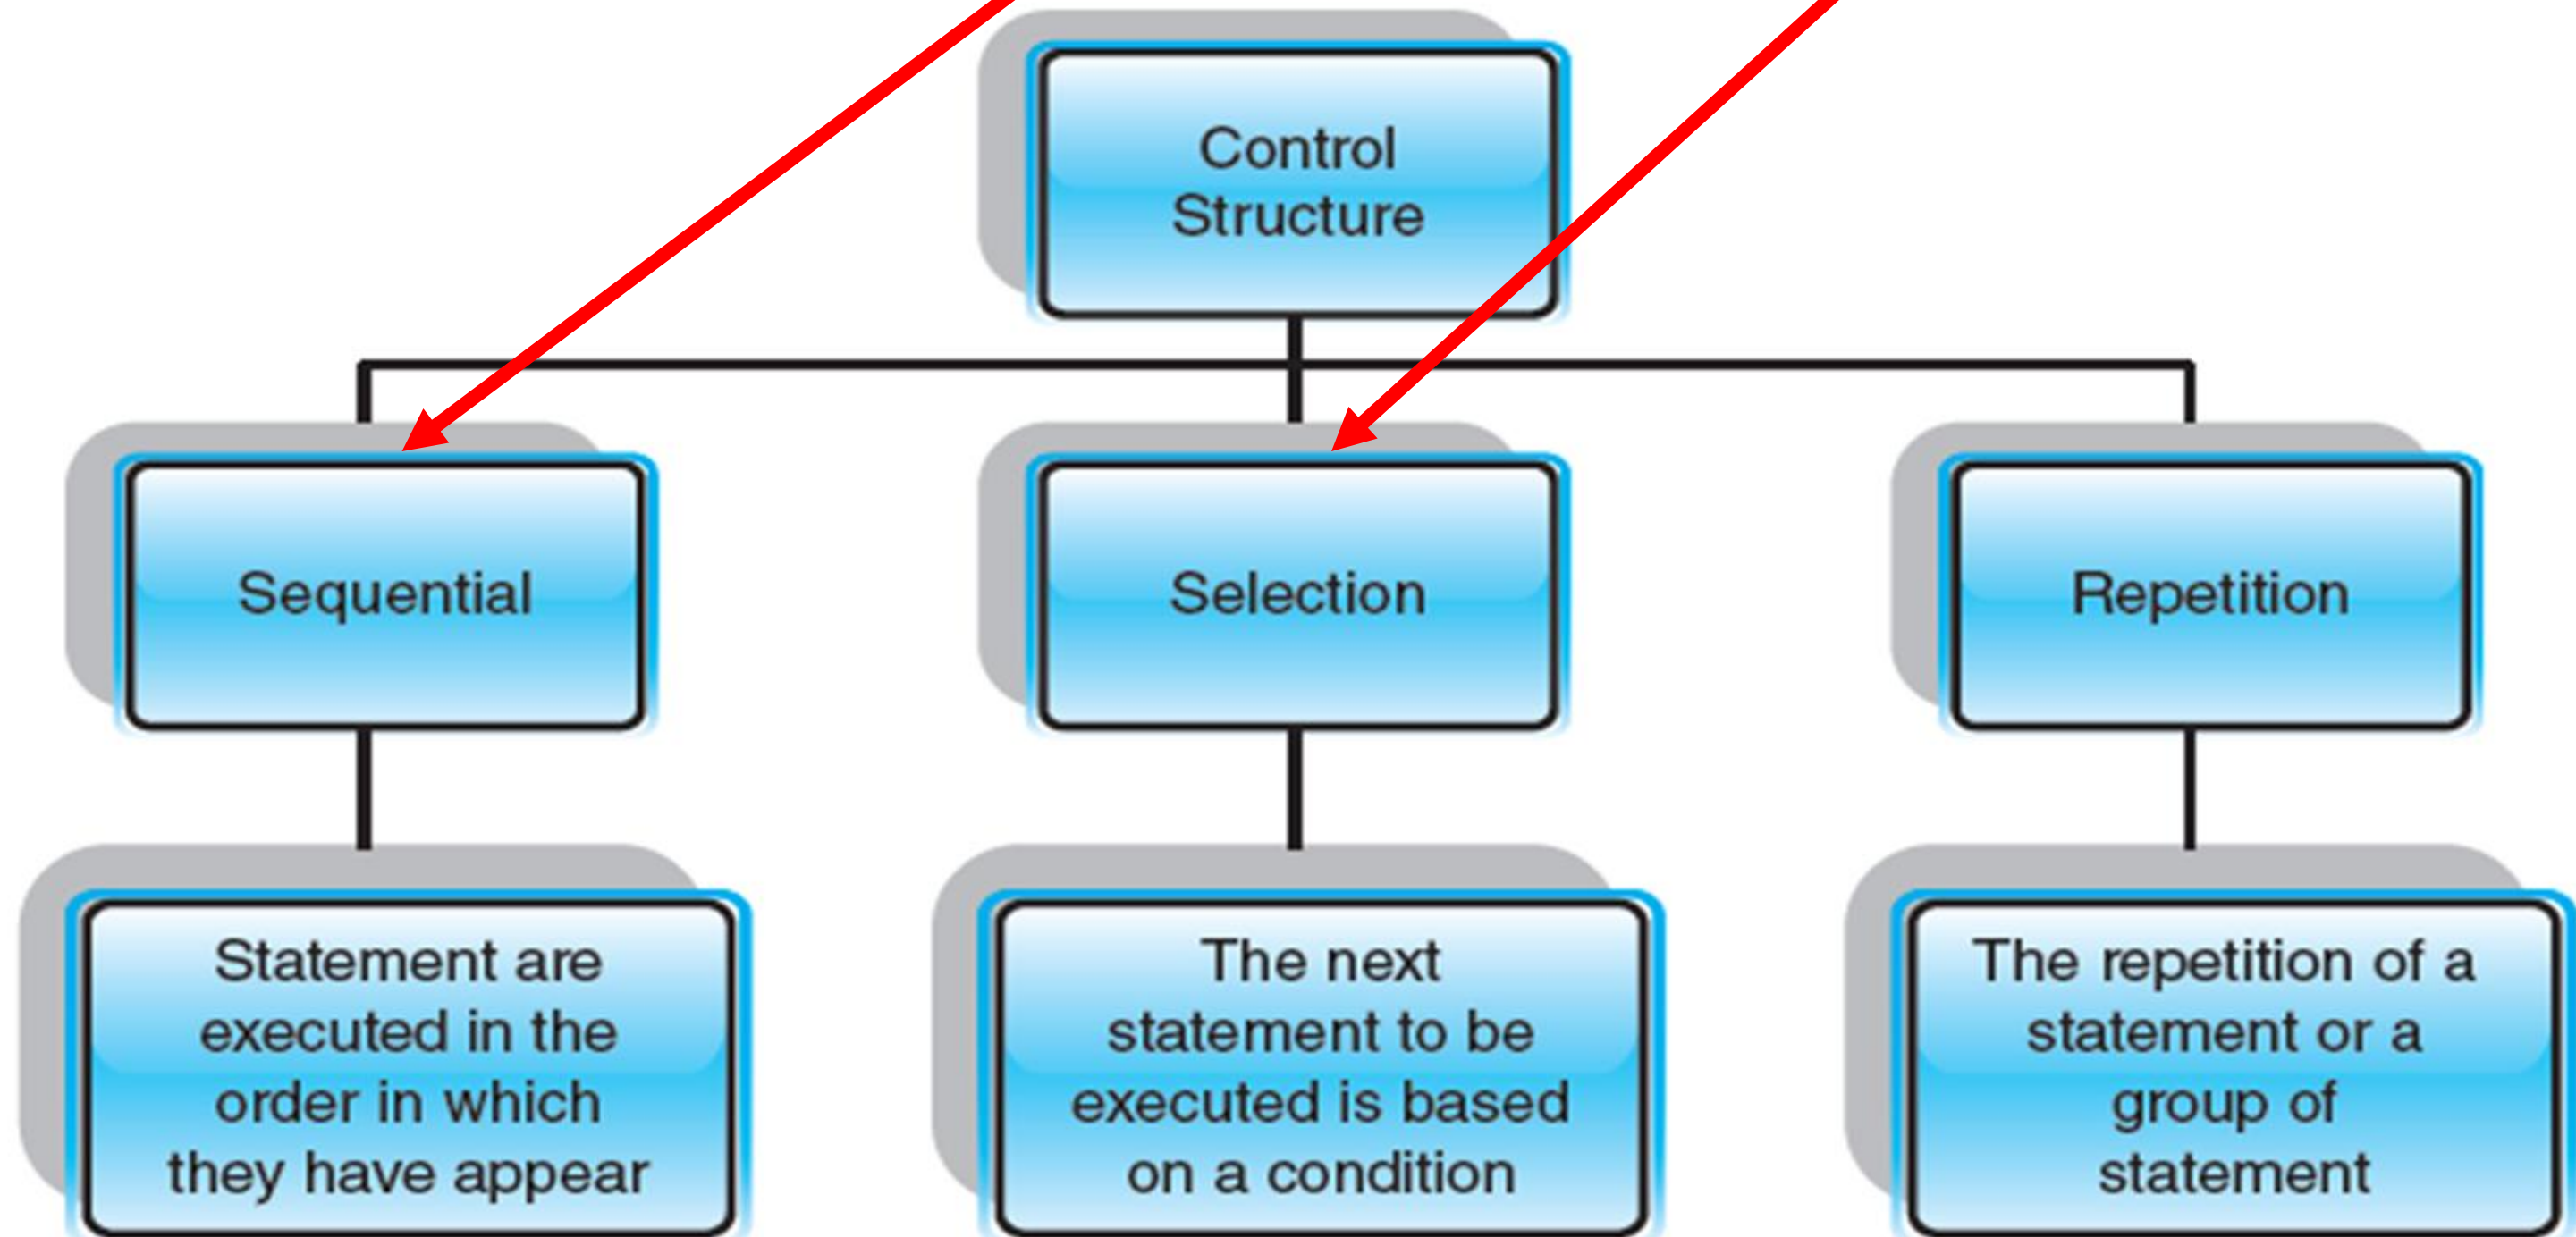 Control
Structure
Sequential
Selection
Repetition
Statement are
executed in the
order in which
they have appear
The next
statement to be
executed is based
on a condition
The repetition of a
statement or a
group of
statement